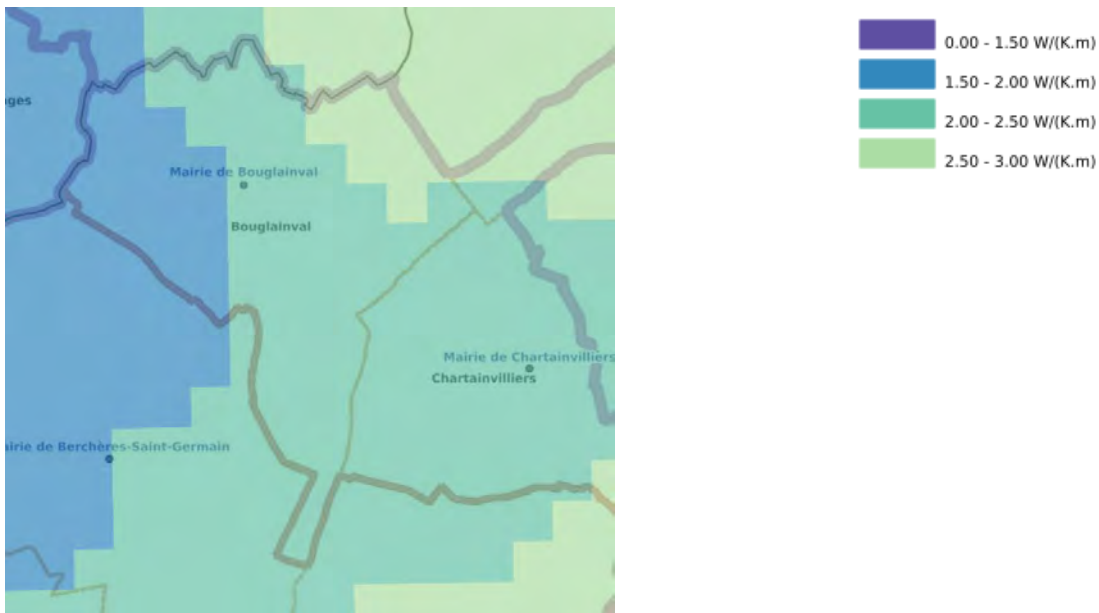 ges
Mairie de Bouglainval
Bouglainval
Mairie de Chartainvilliers
Chartainvilliers
airie de Berchères-Saint-Germain
0.00 - 1.50 W/(K.m)
1.50 - 2.00 W/(K.m)
2.00 - 2.50 W/(K.m)
2.50 - 3.00 W/(K.m)